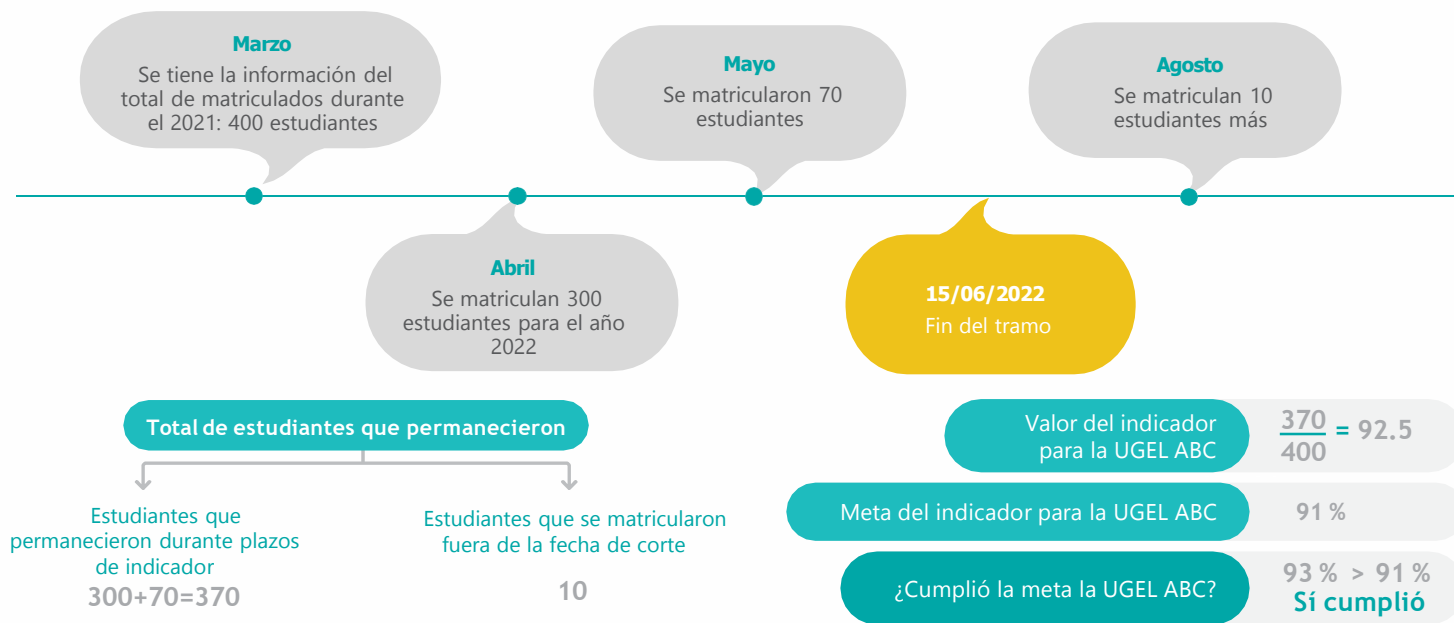 Marzo
Se tiene la información del
total de matriculados durante
el 2021: 400 estudiantes
Mayo
Se matricularon 70
estudiantes
Agosto
Se matriculan 10
estudiantes más
Abril
Se matriculan 300
estudiantes para el año
2022
15/06/2022
Fin del tramo
Total de estudiantes que permanecieron
Estudiantes que
permanecieron durante plazos
de indicador
300+70=370
Estudiantes que se matricularon
fuera de la fecha de corte
10
Valor del indicador
para la UGEL ABC
370
400
= 92.5
Meta del indicador para la UGEL ABC
91 %
¿Cumplió la meta la UGEL ABC?
93 % > 91 %
Sí cumplió